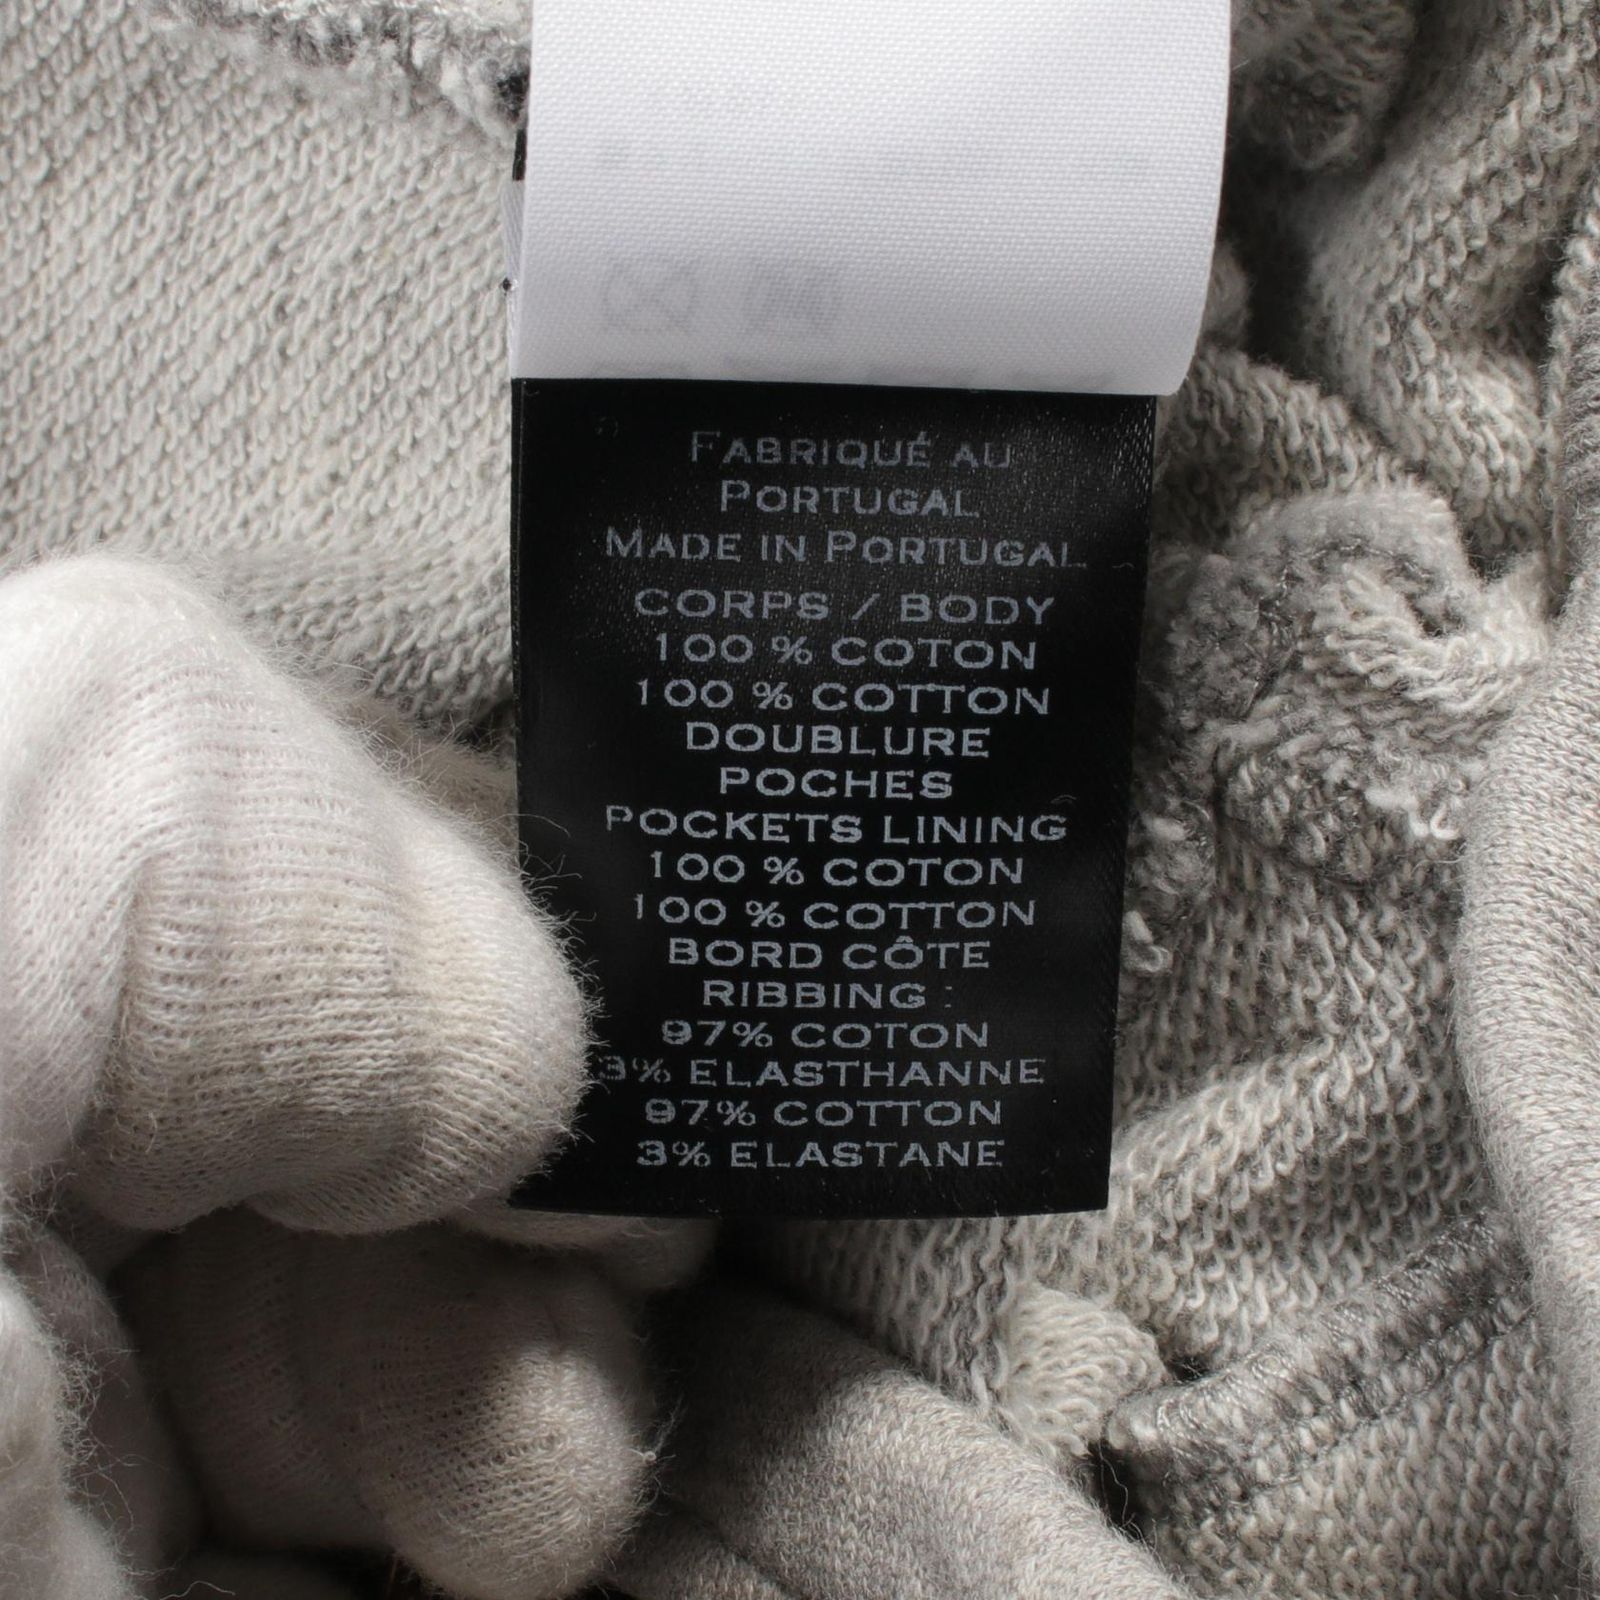 FABRIQUÉ AU
PORTUGAL
MADE IN PORTUGAL
CORPS / BODY
100 % COTON
100 % COTTON
DOUBLURE
POCHES
POCKETS LINING
100 % COTON
100 % COTTON
BORD CÔTE
RIBBING :
97% COTON
3% ELASTHANNE
97% COTTON
3% ELASTANE